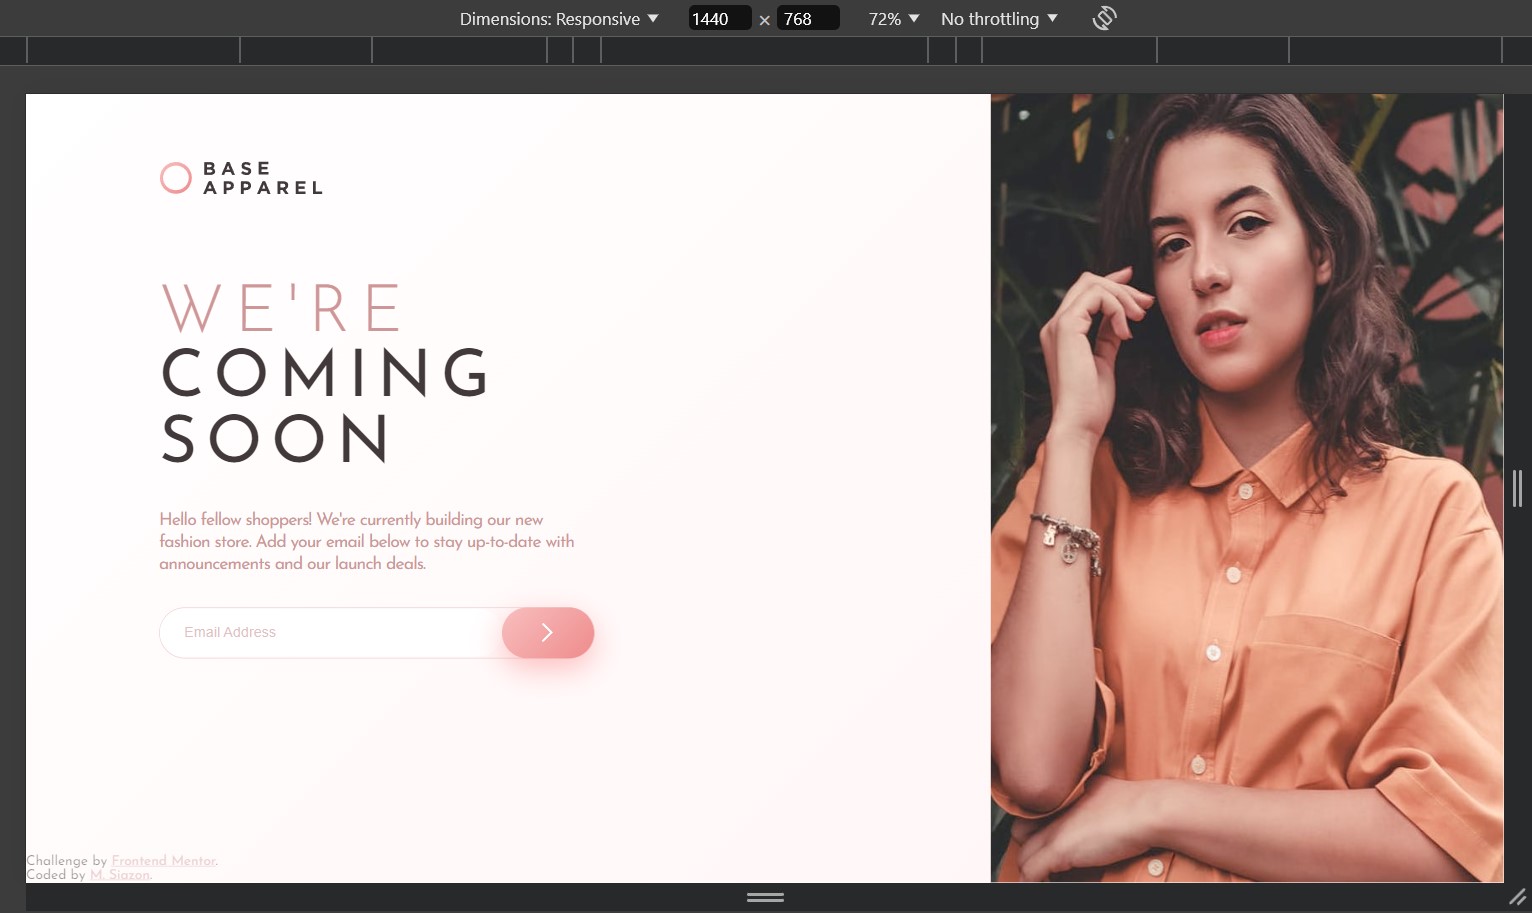 Dimensions: Responsive 1440 × 768 72% No throttling
BASE
APPAREL
WE'RE
COMING
SOON
Hello fellow shoppers! We're currently building our new
fashion store. Add your email below to stay up-to-date with
announcements and our launch deals.
Email Address
Challenge by Frontend Mentor.
Coded by M. Siazon.